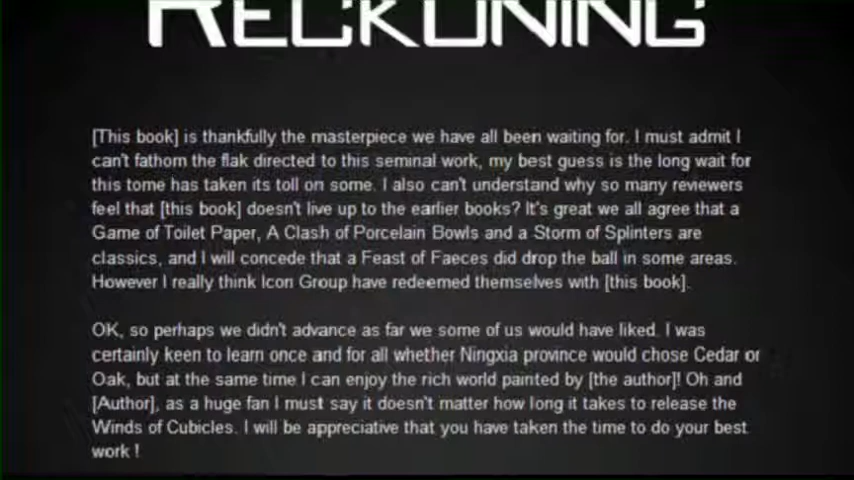 RECKONING
[This book] is thankfully the masterpiece we have all been waiting for. I must admit I
can't fathom the flak directed to this seminal work, my best guess is the long wait for
this tome has taken its toll on some. I also can't understand why so many reviewers
feel that [this book] doesn't live up to the earlier books? It's great we all agree that a
Game of Toilet Paper, A Clash of Porcelain Bowls and a Storm of Splinters are
classics, and I will concede that a Feast of Faeces did drop the ball in some areas.
However I really think Icon Group have redeemed themselves with [this book].
OK, so perhaps we didn't advance as far we some of us would have liked. I was
certainly keen to learn once and for all whether Ningxia province would chose Cedar or
Oak, but at the same time I can enjoy the rich world painted by [the author]! Oh and
[Author], as a huge fan I must say it doesn't matter how long it takes to release the
Winds of Cubicles. I will be appreciative that you have taken the time to do your best
work !